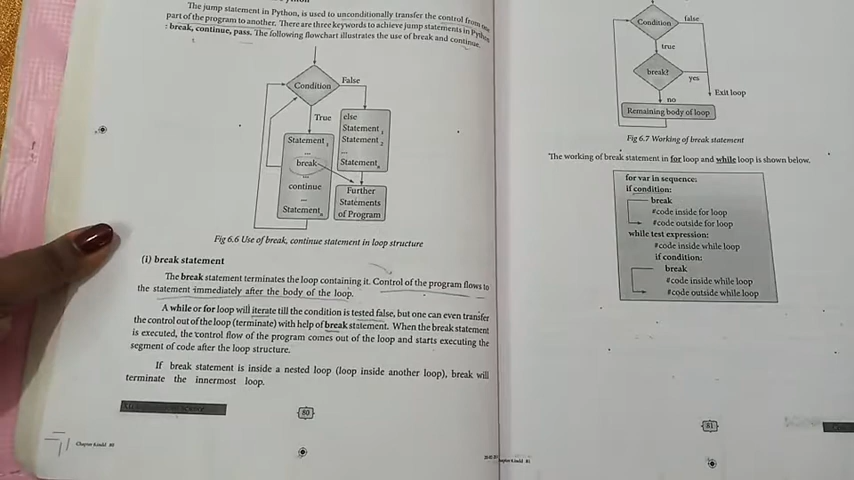 The jump statement in Python, is used to unconditionally transfer the control from one
part of the program to another. There are three keywords to achieve jump statements in Python
: break, continue, pass. The following flowchart illustrates the use of break and continue.
Condition
False
True
else
Statement1
Statement2
...
Statementn
Statement1
...
break
...
continue
...
Statementn
Further
Statements
of Program
Fig 6.6 Use of break, continue statement in loop structure
(i) break statement
The break statement terminates the loop containing it. Control of the program flows to
the statement immediately after the body of the loop.
A while or for loop will iterate till the condition is tested false, but one can even transfer
the control out of the loop (terminate) with help of break statement. When the break statement
is executed, the control flow of the program comes out of the loop and starts executing the
segment of code after the loop structure.
If break statement is inside a nested loop (loop inside another loop), break will
terminate the innermost loop.
80
Chapter 6.indd 80
Condition
false
true
break?
yes
Exit loop
no
Remaining body of loop
Fig 6.7 Working of break statement
The working of break statement in for loop and while loop is shown below.
for var in sequence:
if condition:
break
#code inside for loop
#code outside for loop
while test expression:
#code inside while loop
if condition:
break
#code inside while loop
#code outside while loop
81